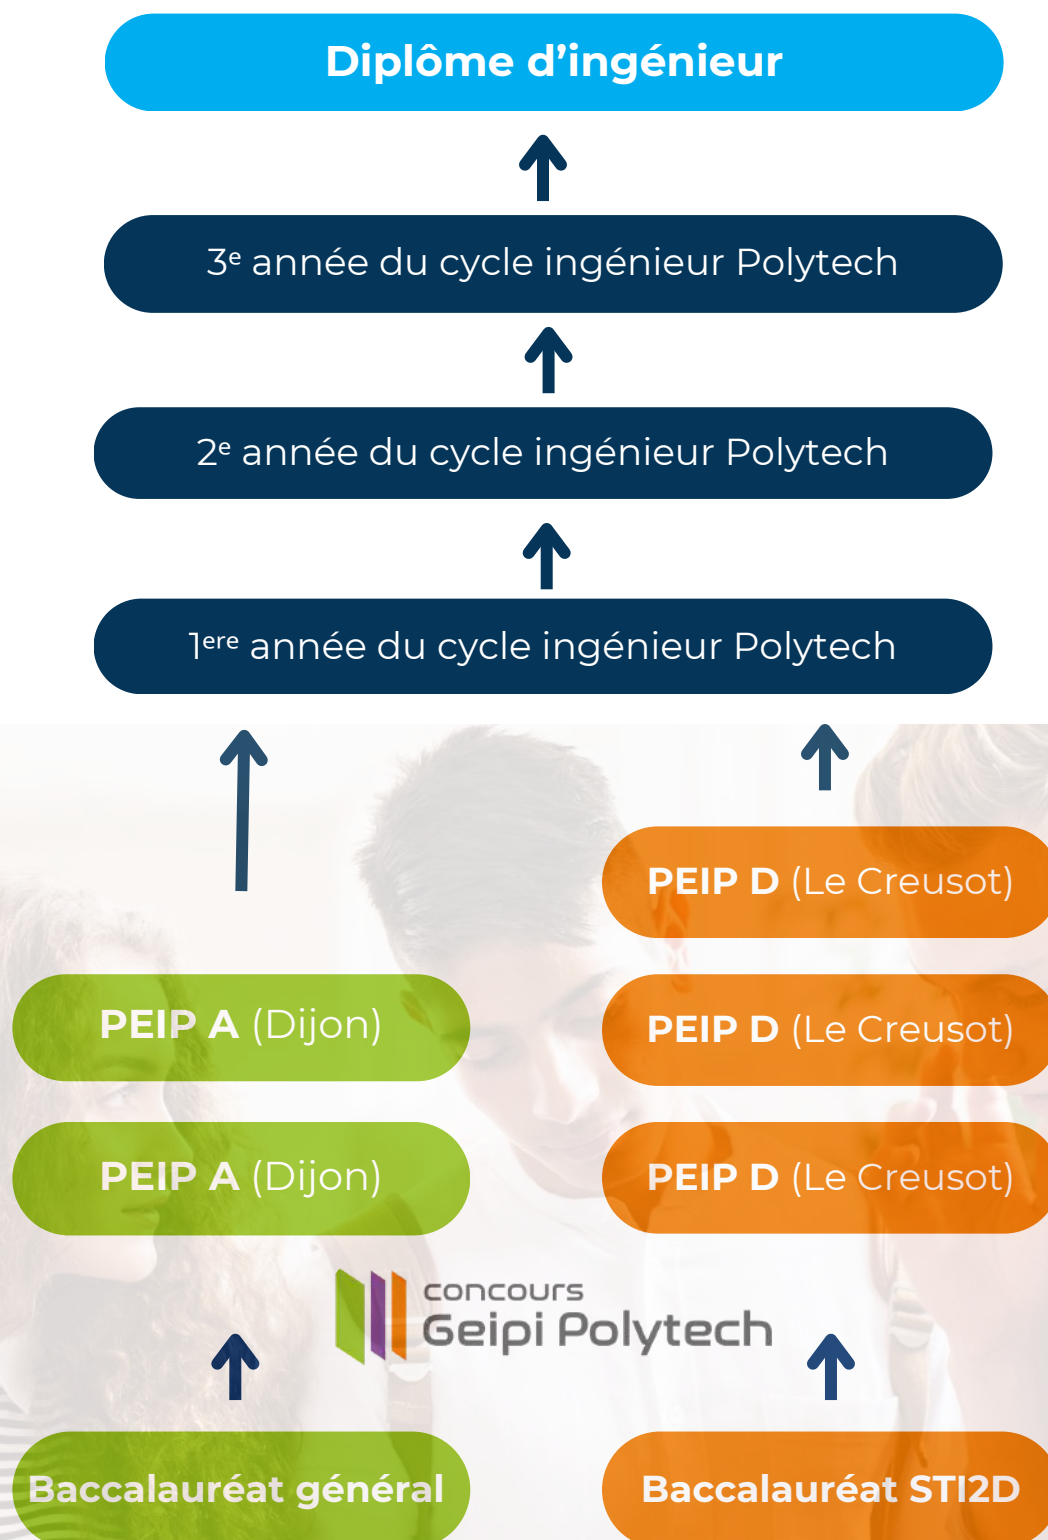 Diplôme d’ingénieur
3e année du cycle ingénieur Polytech
2e année du cycle ingénieur Polytech
1ere année du cycle ingénieur Polytech
PEIP D (Le Creusot)
PEIP A (Dijon)
PEIP D (Le Creusot)
PEIP A (Dijon)
PEIP D (Le Creusot)
concours
Geipi Polytech
Baccalauréat général
Baccalauréat STI2D